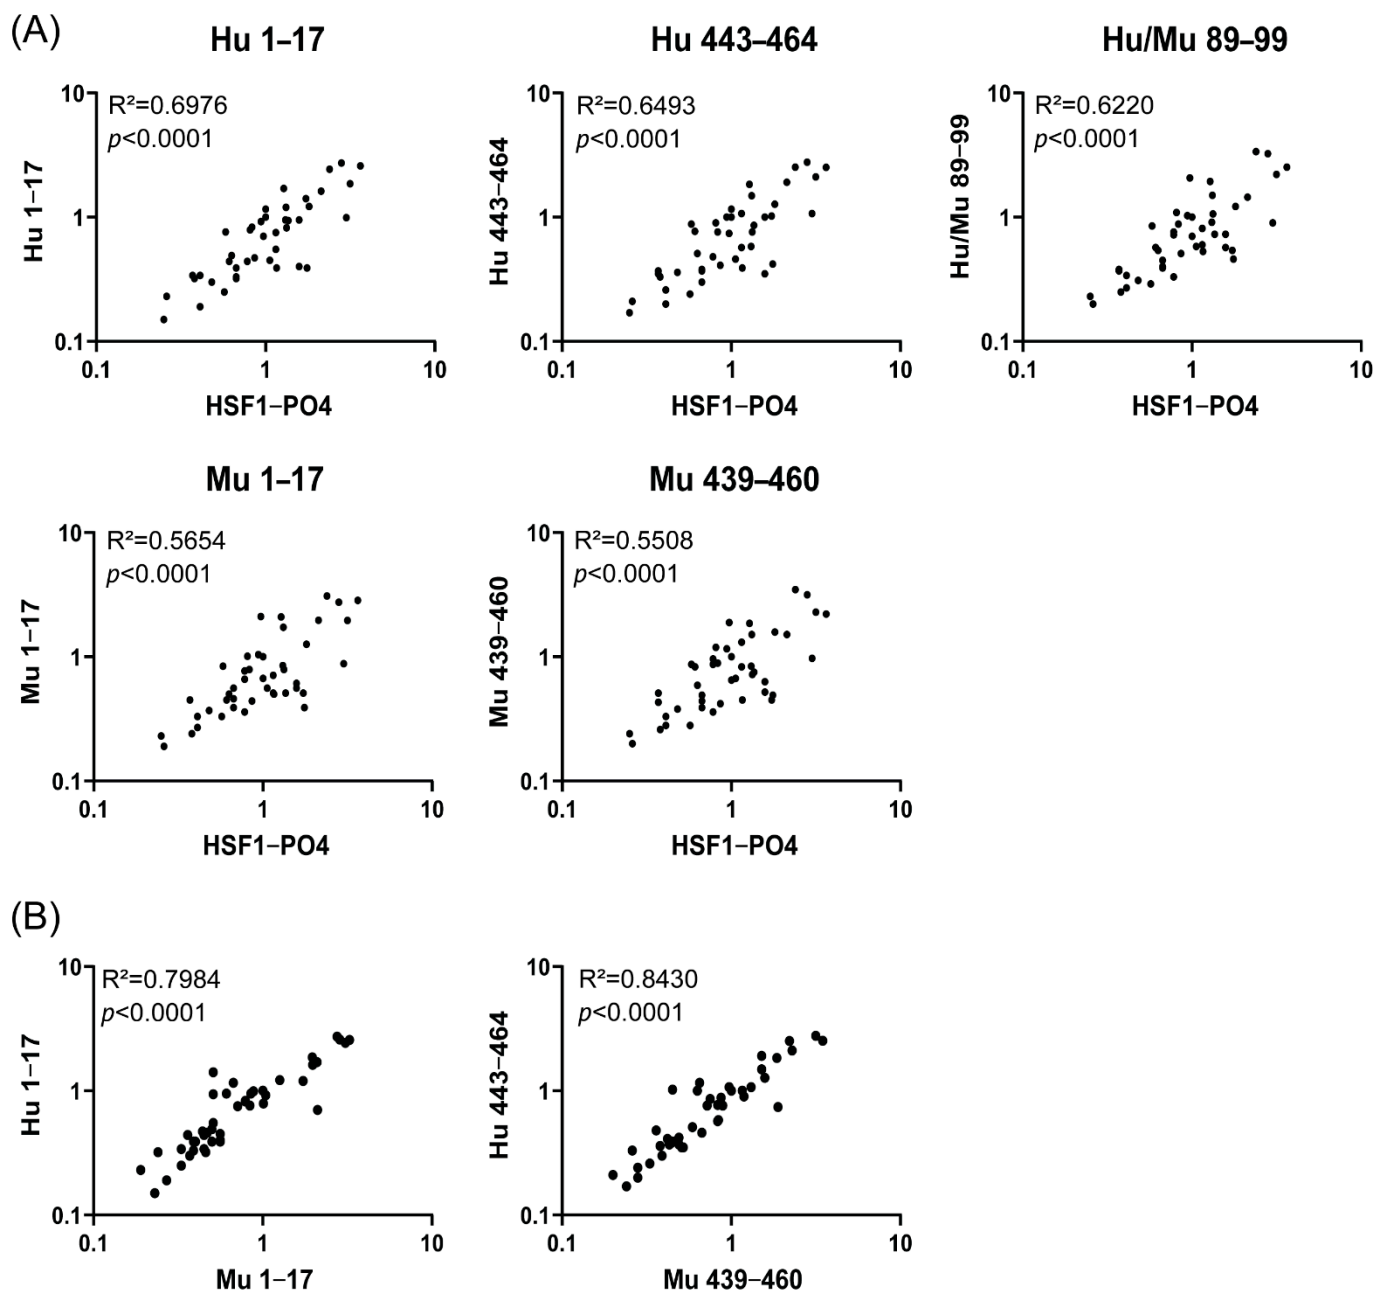 (A)
Hu 1–17
Hu 443–464
Hu/Mu 89–99
10
R²=0.6976
p<0.0001
1
0.1
0.1
1
10
Hu 1–17
HSF1–PO4
10
R²=0.6493
p<0.0001
1
0.1
0.1
1
10
Hu 443–464
HSF1–PO4
10
R²=0.6220
p<0.0001
1
0.1
0.1
1
10
Hu/Mu 89–99
HSF1–PO4
Mu 1–17
Mu 439–460
10
R²=0.5654
p<0.0001
1
0.1
0.1
1
10
Mu 1–17
HSF1–PO4
10
R²=0.5508
p<0.0001
1
0.1
0.1
1
10
Mu 439–460
HSF1–PO4
(B)
10
R²=0.7984
p<0.0001
1
0.1
0.1
1
10
Hu 1–17
Mu 1–17
10
R²=0.8430
p<0.0001
1
0.1
0.1
1
10
Hu 443–464
Mu 439–460